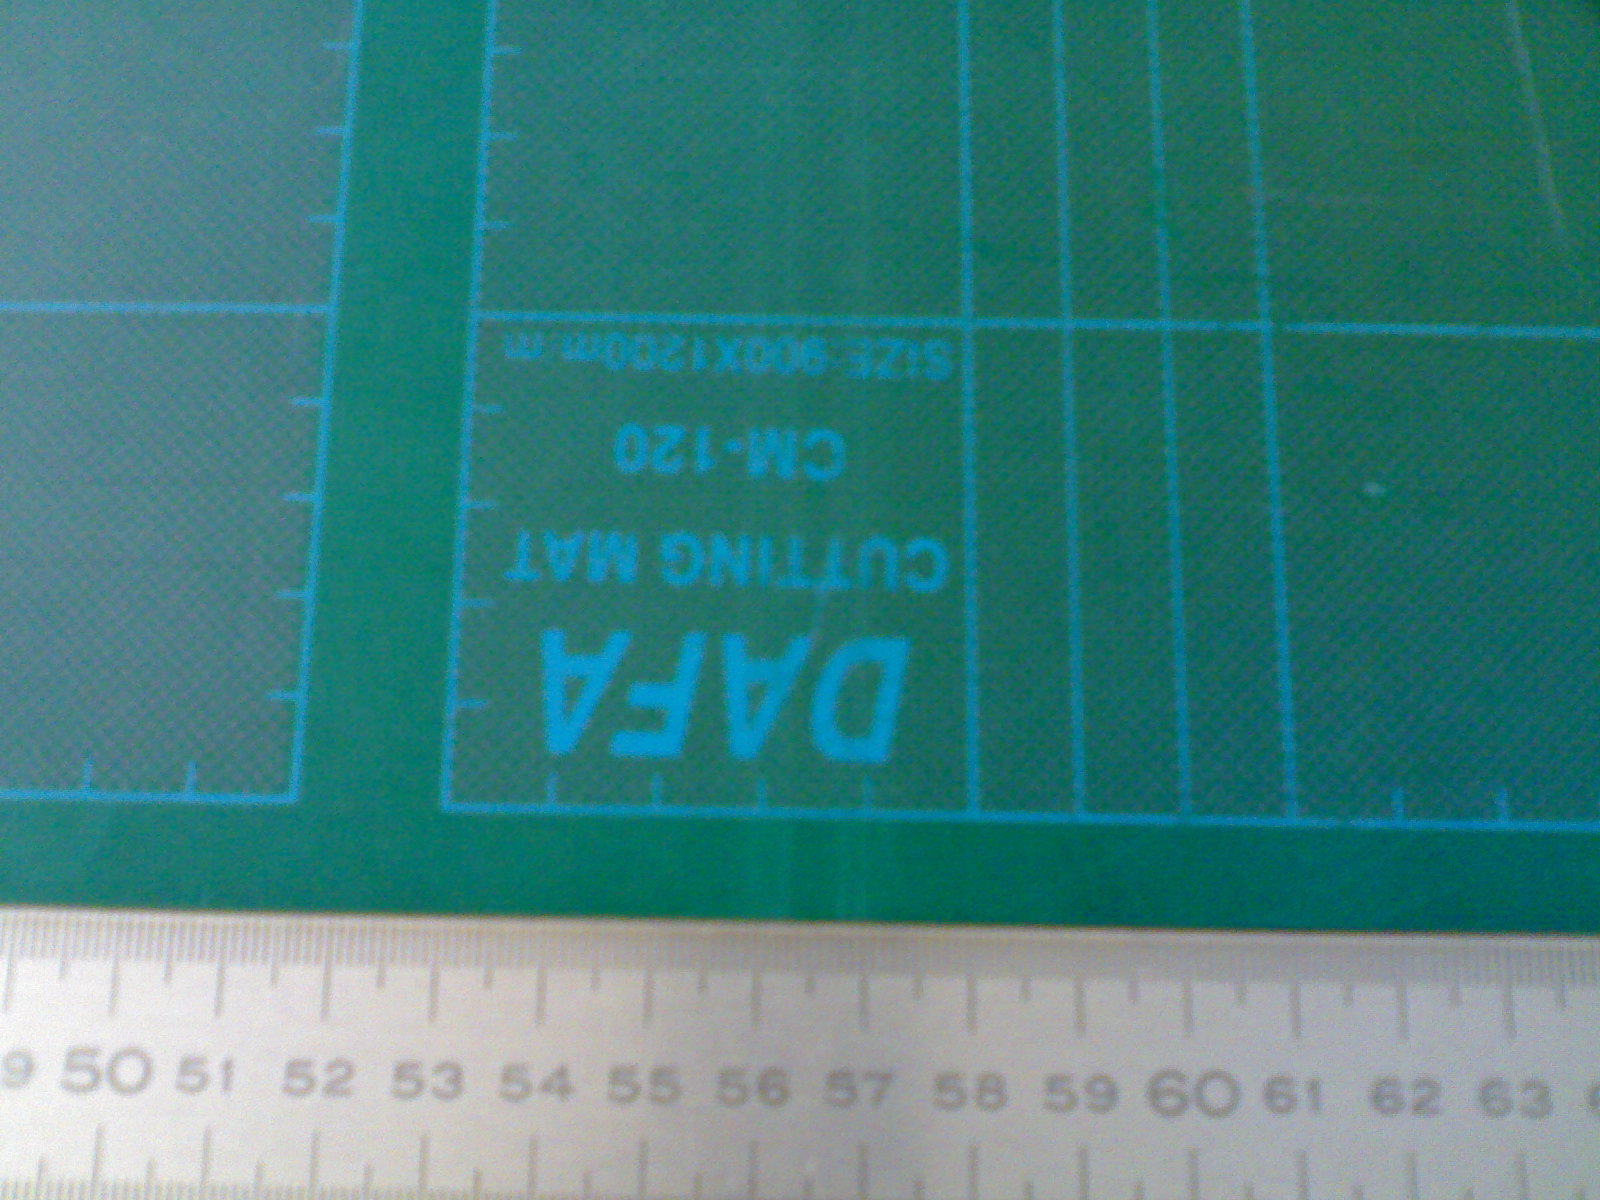 DAFA
CUTTING MAT
CM-120
SIZE:900X1200m.m
50 51 52 53 54 55 56 57 58 59 60 61 62 63